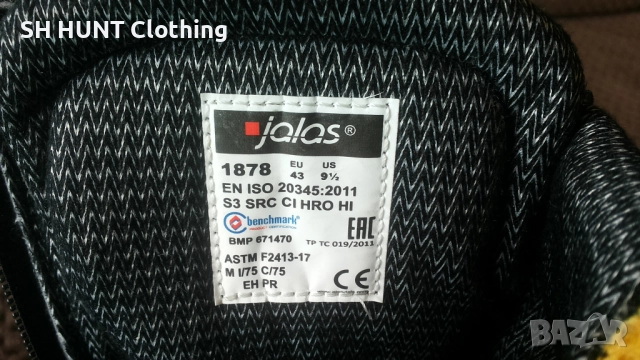 SH HUNT Clothing
jalas®
1878 EU 43 US 9½
EN ISO 20345:2011
S3 SRC CI HRO HI
benchmark
BMP 671470
EAC
TP TC 019/2011
ASTM F2413-17
M I/75 C/75
EH PR
CE
BAZAR